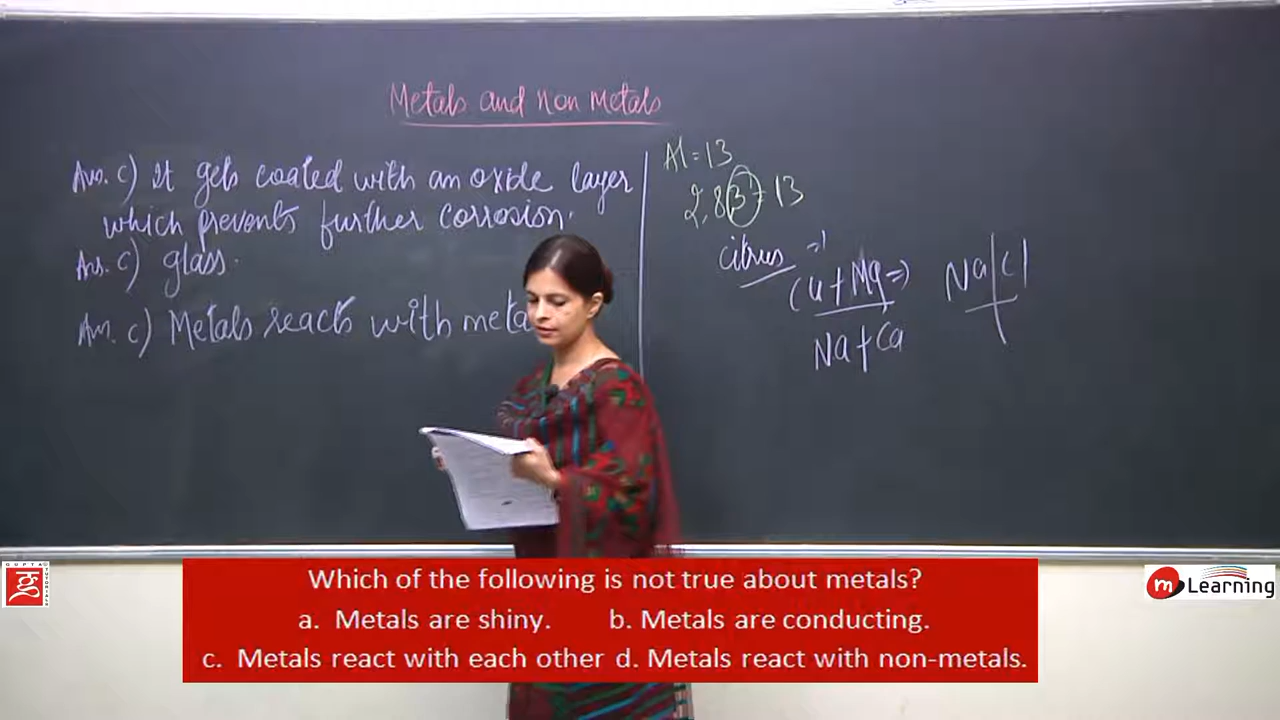 Metals and non Metals
Ans. c) It gets coated with an oxide layer
which prevents further corrosion.
Ans. c) glass.
Ans. c) Metals reacts with meta
Al = 13
2,8,3 = 13
citrus =)
Cu + Mg =)
Na + Ca
Na Cl
Which of the following is not true about metals?
a. Metals are shiny. b. Metals are conducting.
c. Metals react with each other d. Metals react with non-metals.
GUPTA TUTORIALS
m Learning